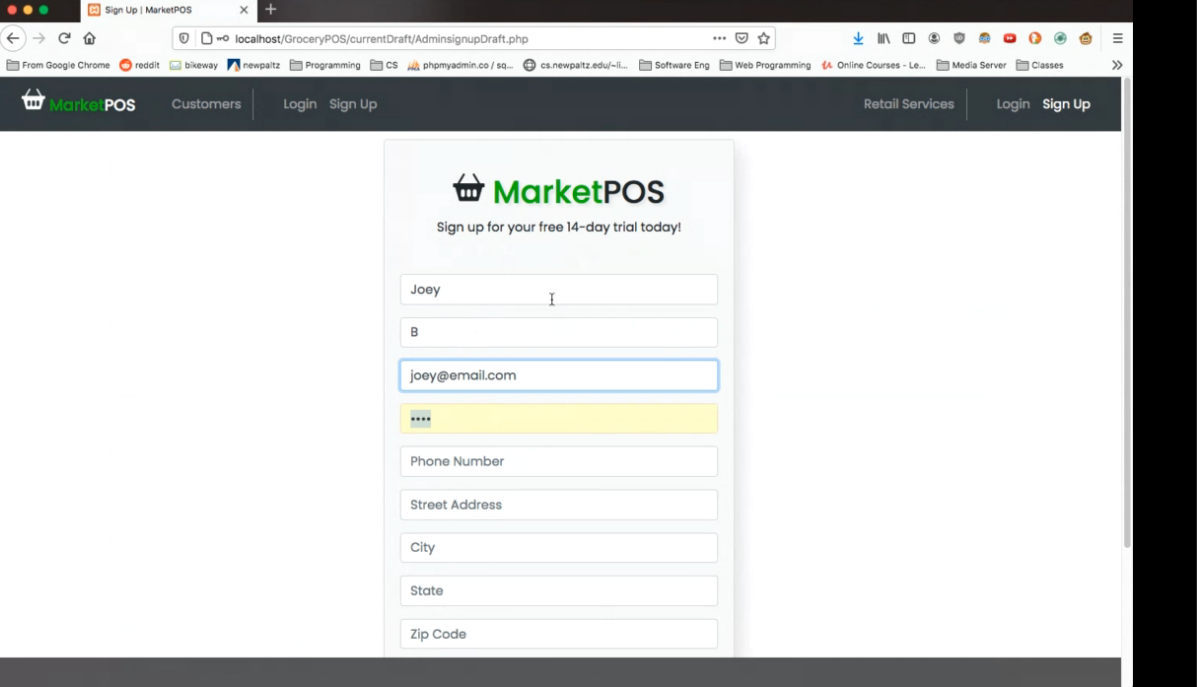 Sign Up | MarketPOS
localhost/GroceryPOS/currentDraft/AdminsignupDraft.php
From Google Chrome reddit bikeway newpaltz Programming CS phpmyadmin.co / sq... cs.newpaltz.edu/~li... Software Eng Web Programming Online Courses - Le... Media Server Classes
MarketPOS Customers Login Sign Up Retail Services Login Sign Up
MarketPOS
Sign up for your free 14-day trial today!
Joey
B
joey@email.com
••••
Phone Number
Street Address
City
State
Zip Code